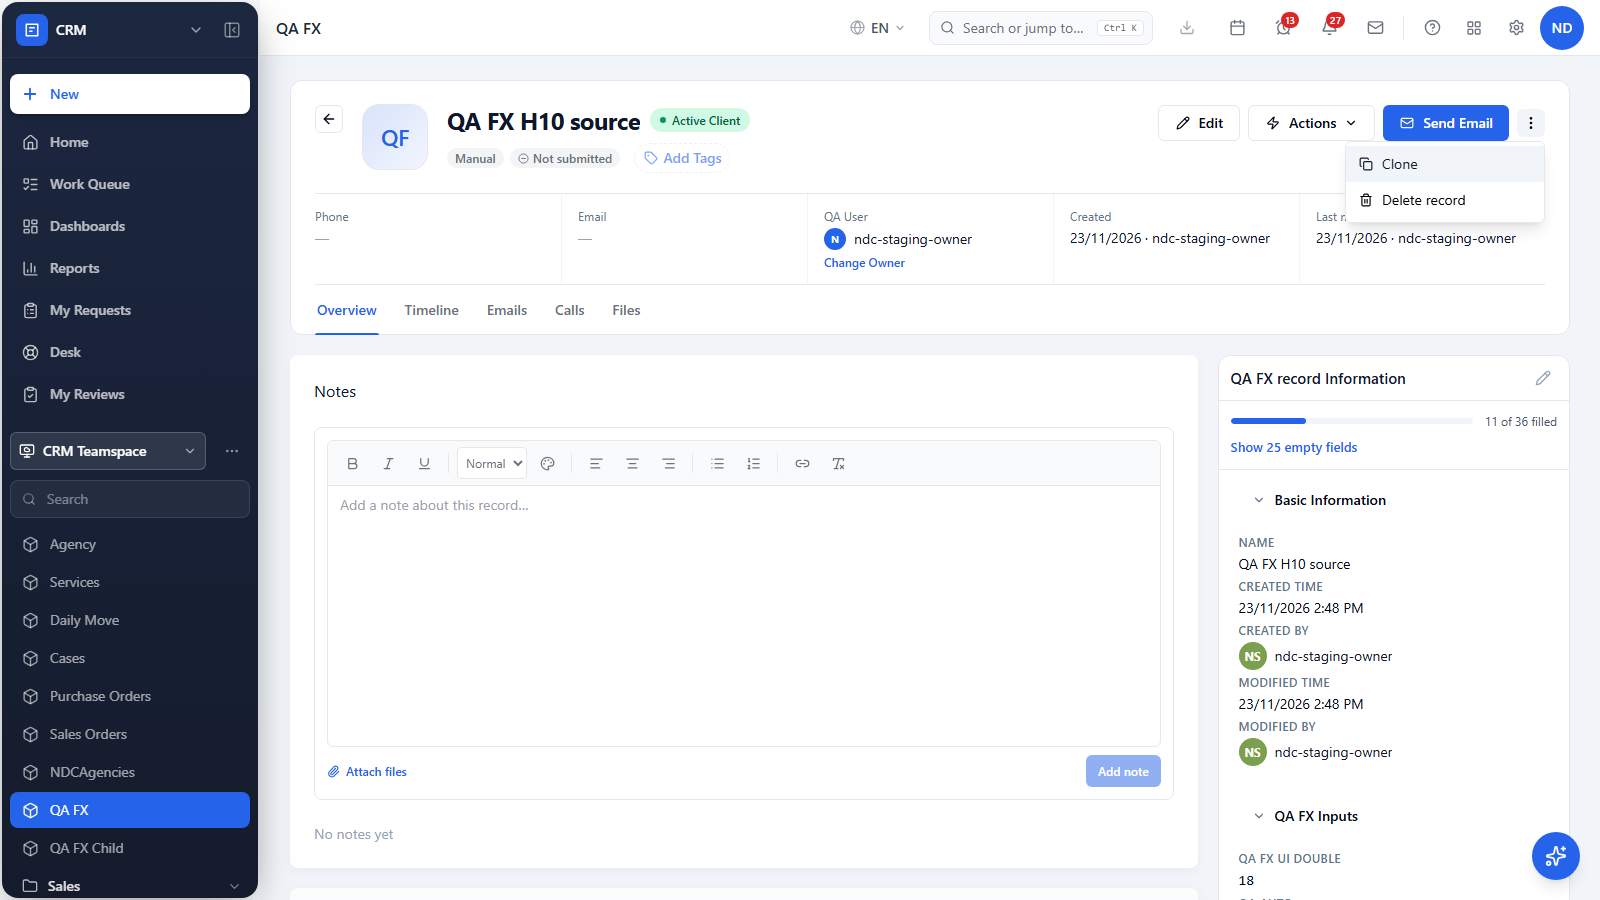 CRM
New
Home
Work Queue
Dashboards
Reports
My Requests
Desk
My Reviews
CRM Teamspace
Search
Agency
Services
Daily Move
Cases
Purchase Orders
Sales Orders
NDCAgencies
QA FX
QA FX Child
Sales
QA FX
EN
Search or jump to...
Ctrl K
13
27
ND
QF
QA FX H10 source
Active Client
Manual
Not submitted
Add Tags
Edit
Actions
Send Email
Clone
Delete record
Phone
—
Email
—
QA User
N
ndc-staging-owner
Change Owner
Created
23/11/2026 · ndc-staging-owner
Last
23/11/2026 · ndc-staging-owner
Overview
Timeline
Emails
Calls
Files
Notes
B
I
U
Normal
Add a note about this record...
Attach files
Add note
No notes yet
QA FX record Information
11 of 36 filled
Show 25 empty fields
Basic Information
NAME
QA FX H10 source
CREATED TIME
23/11/2026 2:48 PM
CREATED BY
NS
ndc-staging-owner
MODIFIED TIME
23/11/2026 2:48 PM
MODIFIED BY
NS
ndc-staging-owner
QA FX Inputs
QA FX UI DOUBLE
18